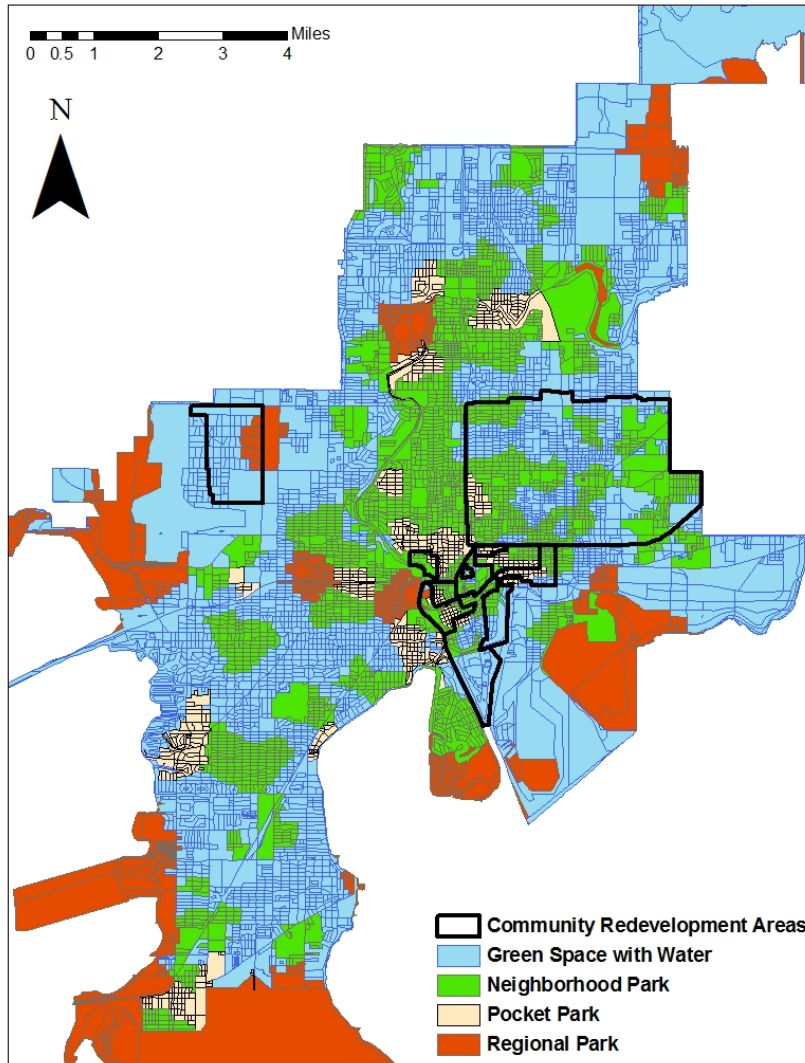 Miles
0 0.5 1 2 3 4
N
Community Redevelopment Areas
Green Space with Water
Neighborhood Park
Pocket Park
Regional Park